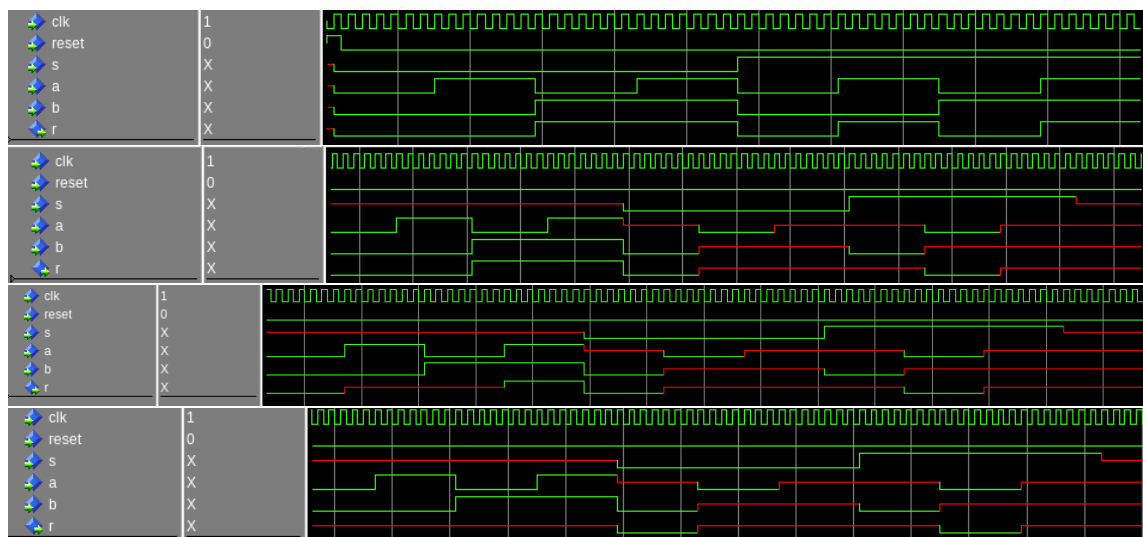 clk 1
reset 0
s X
a X
b X
r X
clk 1
reset 0
s X
a X
b X
r X
clk 1
reset 0
s X
a X
b X
r X
clk 1
reset 0
s X
a X
b X
r X